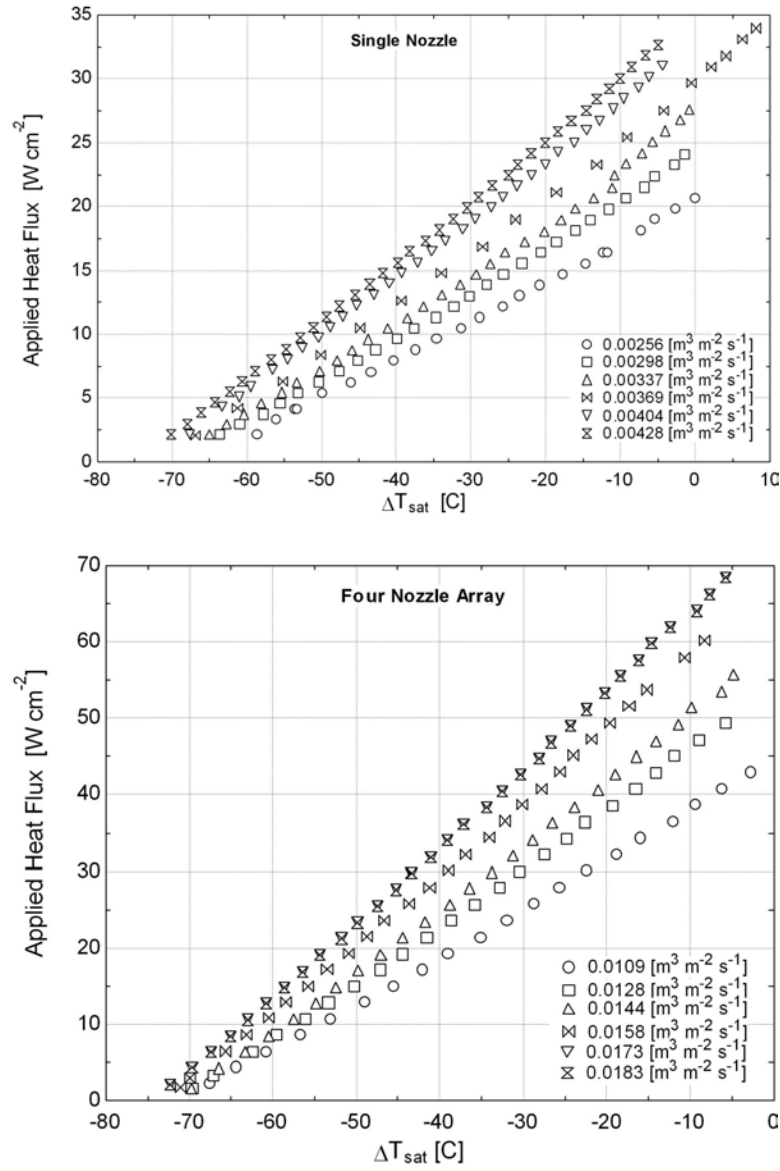 Single Nozzle
Applied Heat Flux [W cm-2]
35
30
25
20
15
10
5
0
0.00256 [m3 m-2 s-1]
0.00298 [m3 m-2 s-1]
0.00337 [m3 m-2 s-1]
0.00369 [m3 m-2 s-1]
0.00404 [m3 m-2 s-1]
0.00428 [m3 m-2 s-1]
-80 -70 -60 -50 -40 -30 -20 -10 0 10
ΔTsat [C]
Four Nozzle Array
Applied Heat Flux [W cm-2]
70
60
50
40
30
20
10
0
0.0109 [m3 m-2 s-1]
0.0128 [m3 m-2 s-1]
0.0144 [m3 m-2 s-1]
0.0158 [m3 m-2 s-1]
0.0173 [m3 m-2 s-1]
0.0183 [m3 m-2 s-1]
-80 -70 -60 -50 -40 -30 -20 -10 0
ΔTsat [C]